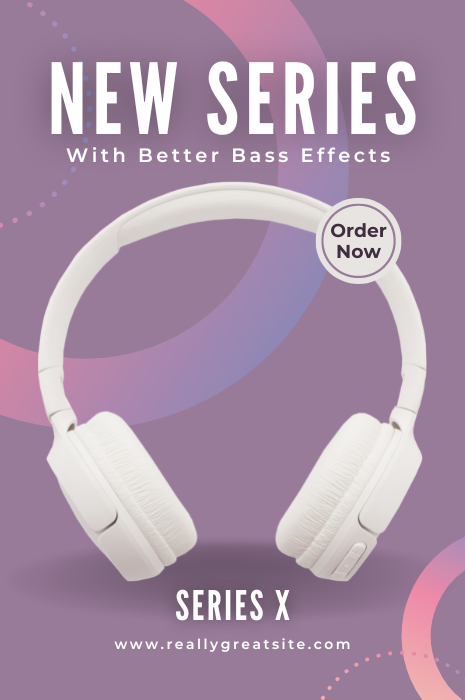 NEW SERIES
With Better Bass Effects
Order
Now
SERIES X
www.reallygreatsite.com